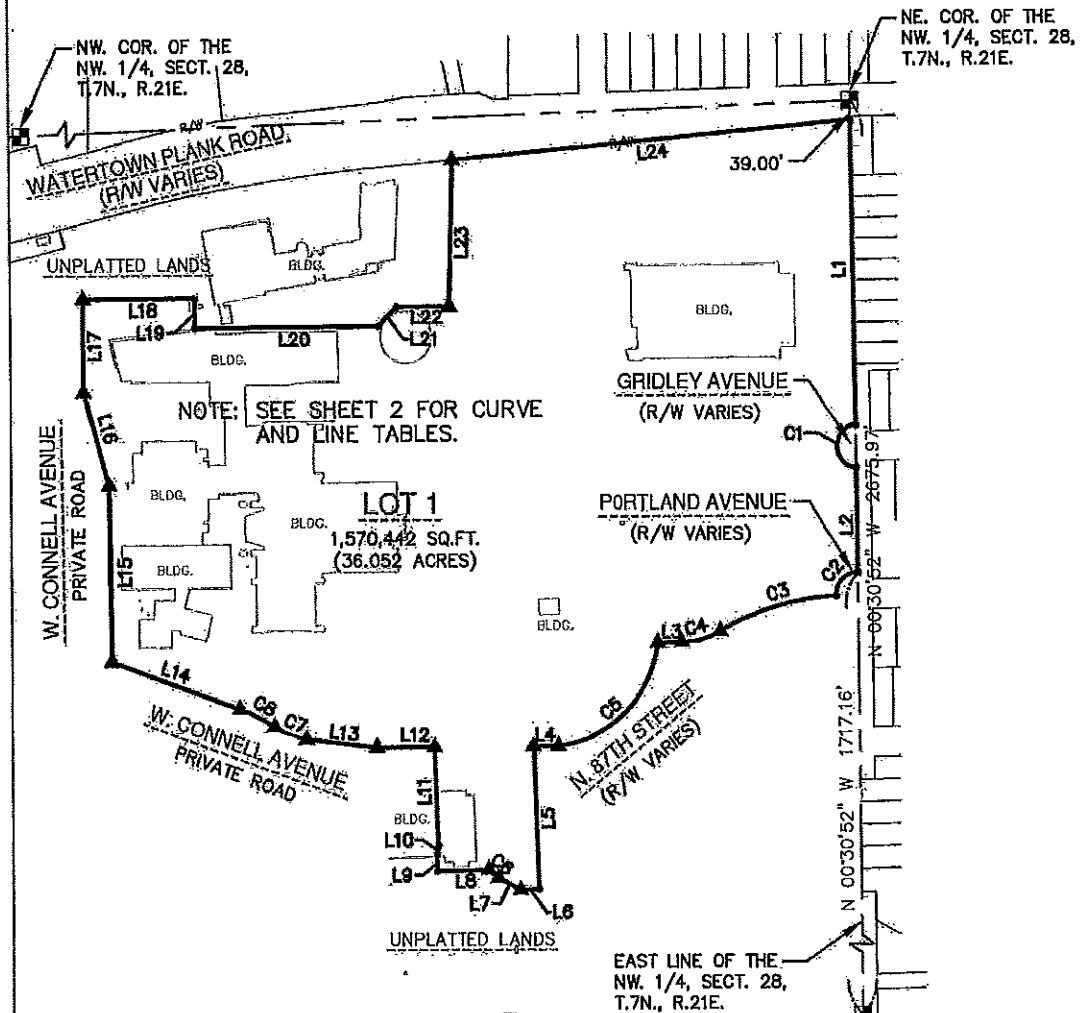 NW. COR. OF THE
NW. 1/4, SECT. 28,
T.7N., R.21E.
NE. COR. OF THE
NW. 1/4, SECT. 28,
T.7N., R.21E.
R/W
WATERTOWN PLANK ROAD
(R/W VARIES)
R/W
L24
39.00'
L23
L1
UNPLATTED LANDS
BLDG.
L18
L19
L20
L21
L22
L17
BLDG.
BLDG.
GRIDLEY AVENUE
(R/W VARIES)
NOTE: SEE SHEET 2 FOR CURVE
AND LINE TABLES.
L16
C1
W. CONNELL AVENUE
PRIVATE ROAD
BLDG.
BLDG.
LOT 1
1,570,442 SQ.FT.
(36.052 ACRES)
PORTLAND AVENUE
(R/W VARIES)
L2
N 00°30'52" W 2675.97'
L15
BLDG.
C2
C3
BLDG.
L3
C4
L14
C6
C7
L13
L12
W. CONNELL AVENUE
PRIVATE ROAD
C5
L4
N. 87TH STREET
(R/W VARIES)
L11
L5
BLDG.
L10
L9
L8
L7
L6
N 00°30'52" W 1717.16'
UNPLATTED LANDS
EAST LINE OF THE
NW. 1/4, SECT. 28,
T.7N., R.21E.